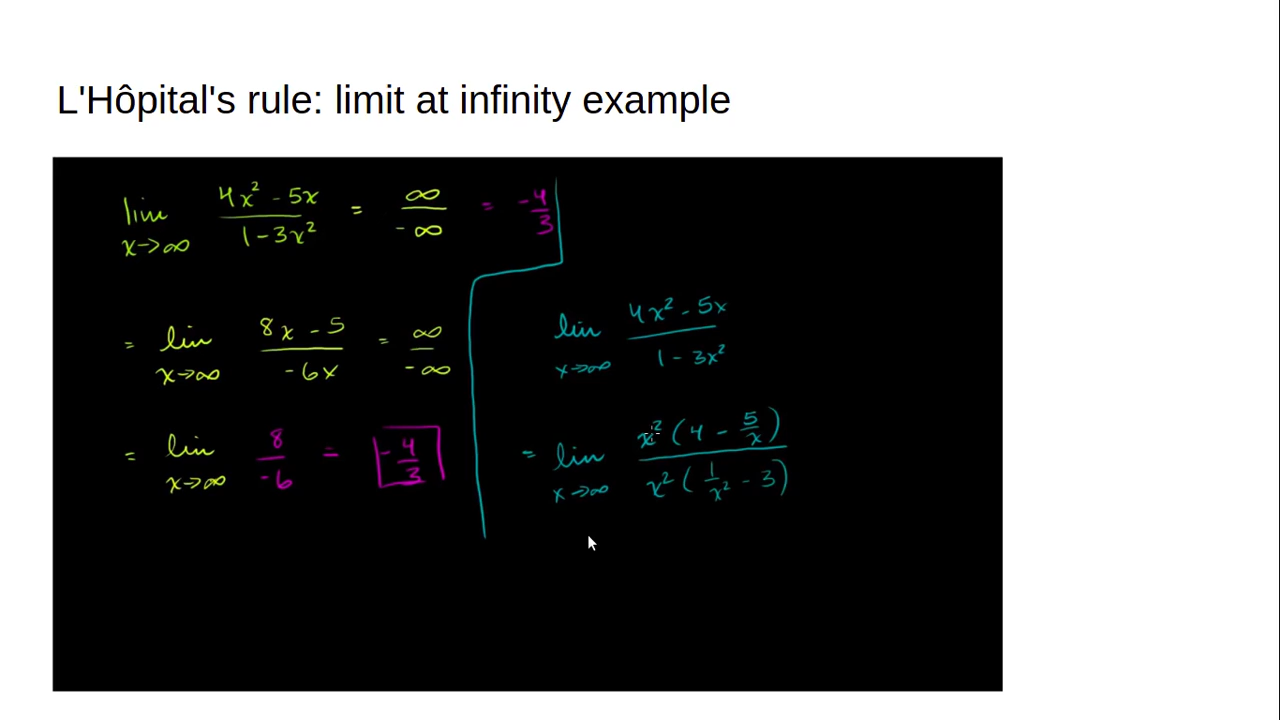 L'Hôpital's rule: limit at infinity example
lim x→∞ (4x² - 5x)/(1 - 3x²) = ∞/-∞ = -4/3
= lim x→∞ (8x - 5)/(-6x) = ∞/-∞
= lim x→∞ 8/-6 = -4/3
lim x→∞ (4x² - 5x)/(1 - 3x²)
= lim x→∞ x²(4 - 5/x)/x²(1/x² - 3)